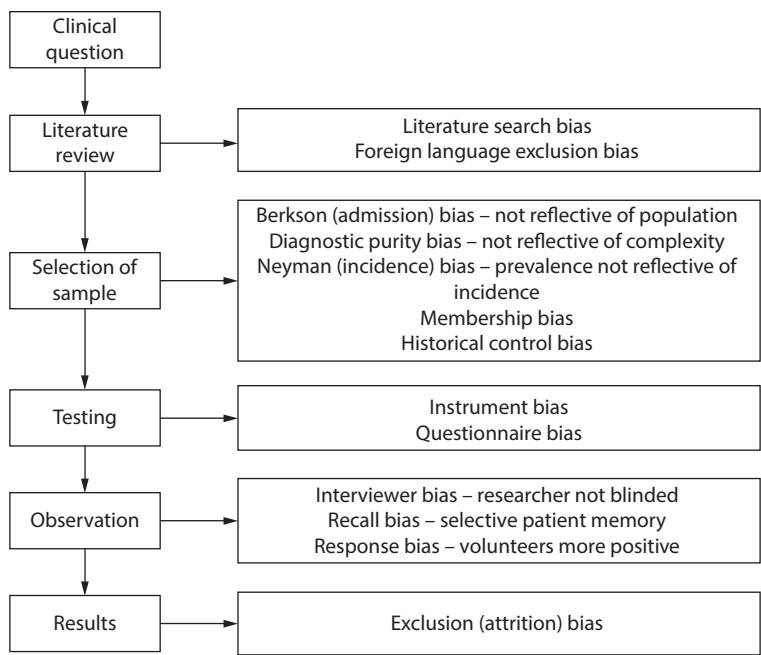 Clinical
question
Literature
review
Literature search bias
Foreign language exclusion bias
Selection of
sample
Berkson (admission) bias – not reflective of population
Diagnostic purity bias – not reflective of complexity
Neyman (incidence) bias – prevalence not reflective of
incidence
Membership bias
Historical control bias
Testing
Instrument bias
Questionnaire bias
Observation
Interviewer bias – researcher not blinded
Recall bias – selective patient memory
Response bias – volunteers more positive
Results
Exclusion (attrition) bias